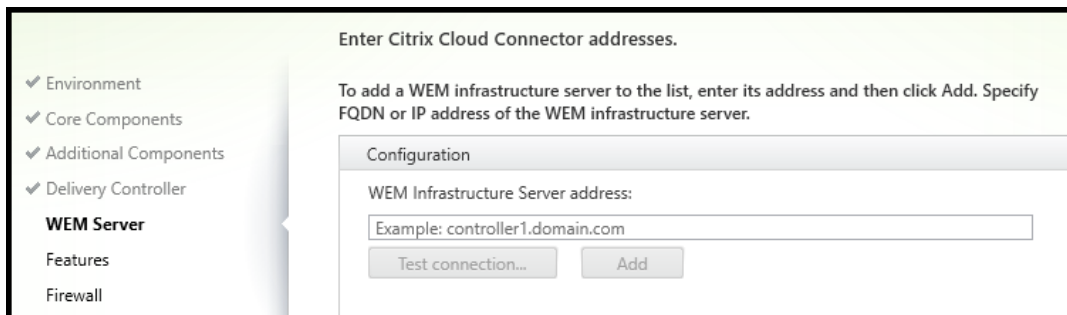 Enter Citrix Cloud Connector addresses.
Environment
Core Components
Additional Components
Delivery Controller
WEM Server
Features
Firewall
To add a WEM infrastructure server to the list, enter its address and then click Add. Specify
FQDN or IP address of the WEM infrastructure server.
Configuration
WEM Infrastructure Server address:
Example: controller1.domain.com
Test connection...
Add